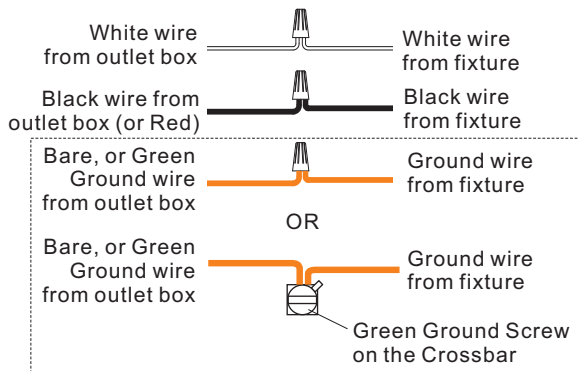 White wire
from outlet box
White wire
from fixture
Black wire from
outlet box (or Red)
Black wire
from fixture
Bare, or Green
Ground wire
from outlet box
Ground wire
from fixture
OR
Bare, or Green
Ground wire
from outlet box
Ground wire
from fixture
Green Ground Screw
on the Crossbar